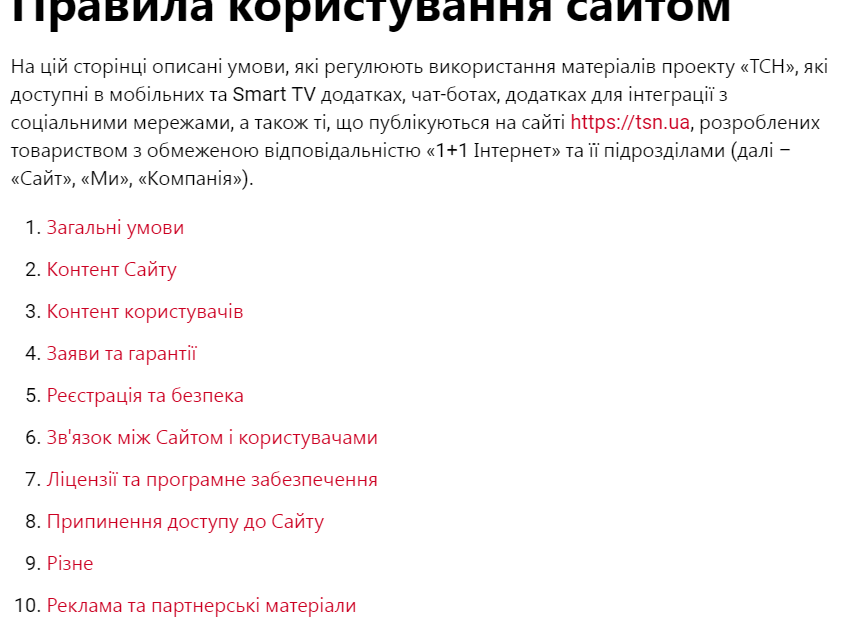 Правила користування сайтом
На цій сторінці описані умови, які регулюють використання матеріалів проекту «ТСН», які
доступні в мобільних та Smart TV додатках, чат-ботах, додатках для інтеграції з
соціальними мережами, а також ті, що публікуються на сайті https://tsn.ua, розроблених
товариством з обмеженою відповідальністю «1+1 Інтернет» та її підрозділами (далі –
«Сайт», «Ми», «Компанія»).
1. Загальні умови
2. Контент Сайту
3. Контент користувачів
4. Заяви та гарантії
5. Реєстрація та безпека
6. Зв'язок між Сайтом і користувачами
7. Ліцензії та програмне забезпечення
8. Припинення доступу до Сайту
9. Різне
10. Реклама та партнерські матеріали